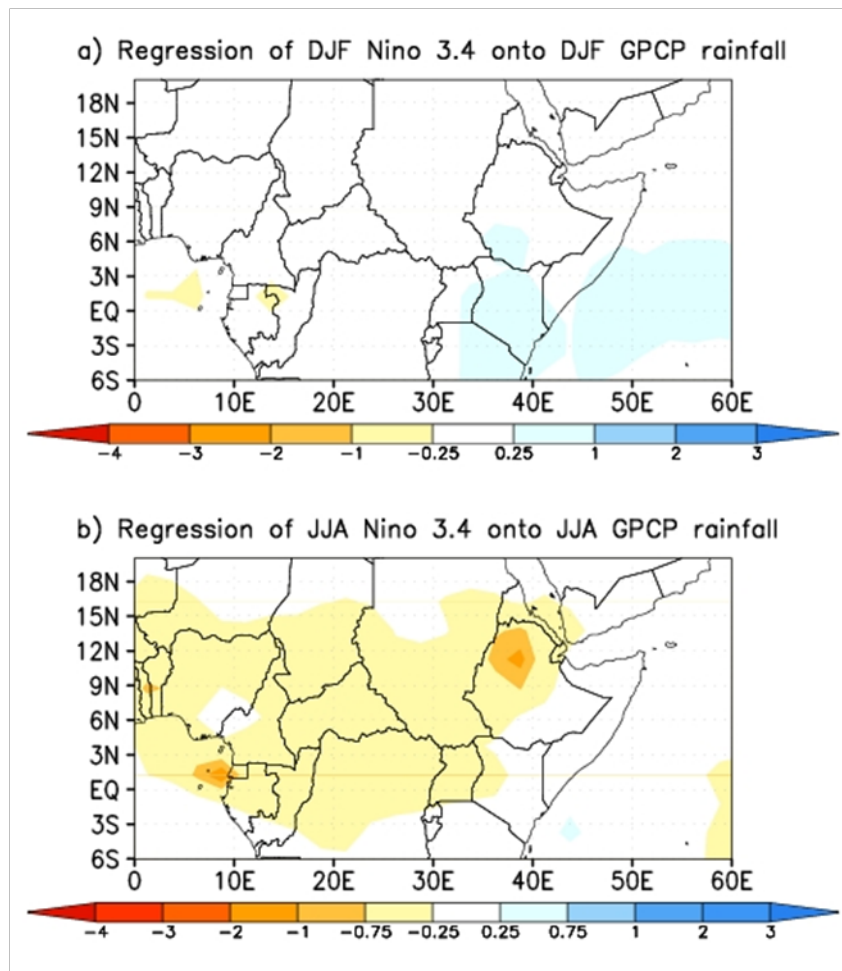 a) Regression of DJF Nino 3.4 onto DJF GPCP rainfall
18N
15N
12N
9N
6N
3N
EQ
3S
6S
0 10E 20E 30E 40E 50E 60E
-4 -3 -2 -1 -0.25 0.25 1 2 3
b) Regression of JJA Nino 3.4 onto JJA GPCP rainfall
18N
15N
12N
9N
6N
3N
EQ
3S
6S
0 10E 20E 30E 40E 50E 60E
-4 -3 -2 -1 -0.75 -0.25 0.25 0.75 1 2 3